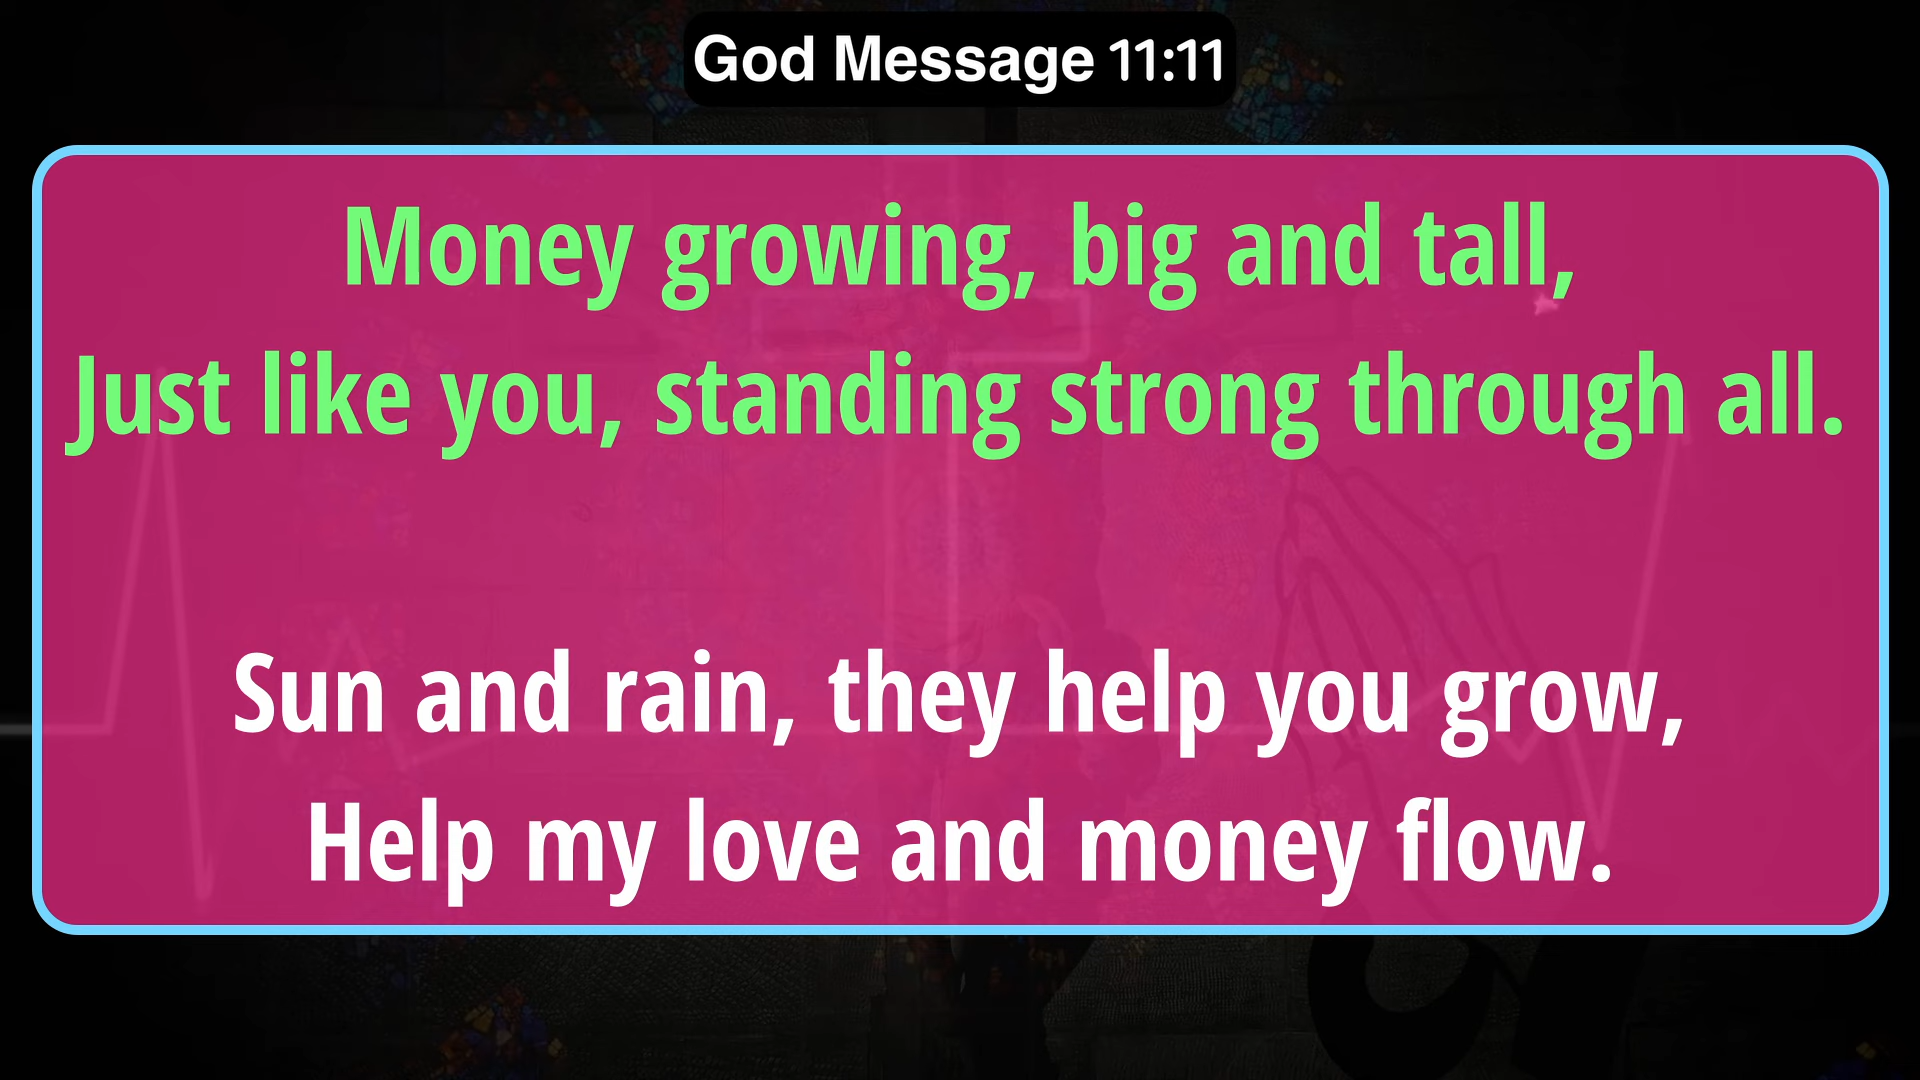 God Message 11:11
Money growing, big and tall,
Just like you, standing strong through all.
Sun and rain, they help you grow,
Help my love and money flow.